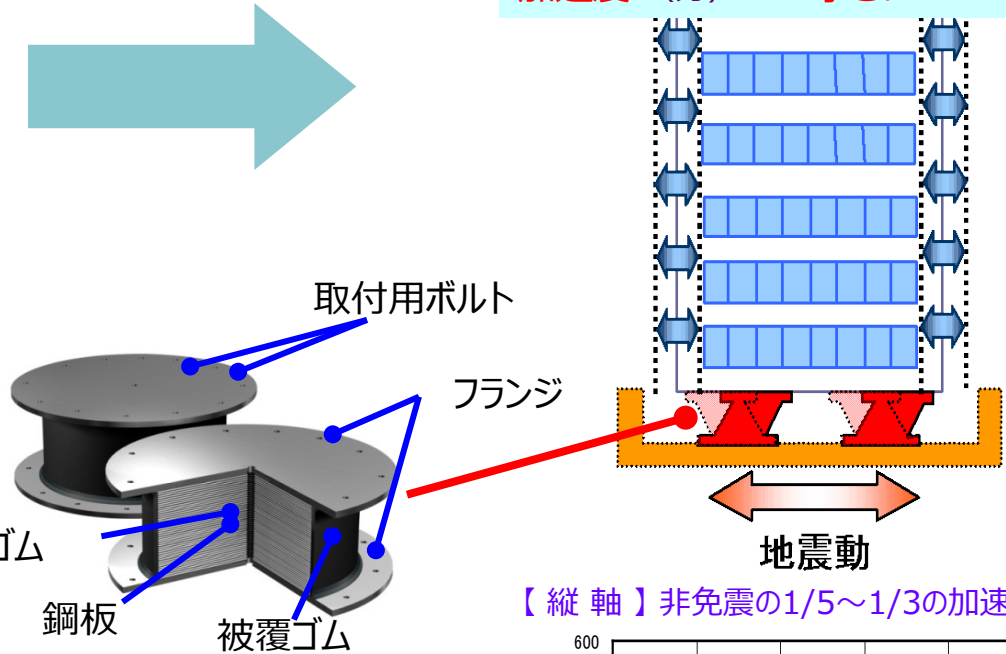 取付用ボルト
フランジ
ゴム
鋼板
被覆ゴム
地震動
【 縦 軸 】非免震の1/5～1/3の加速
600